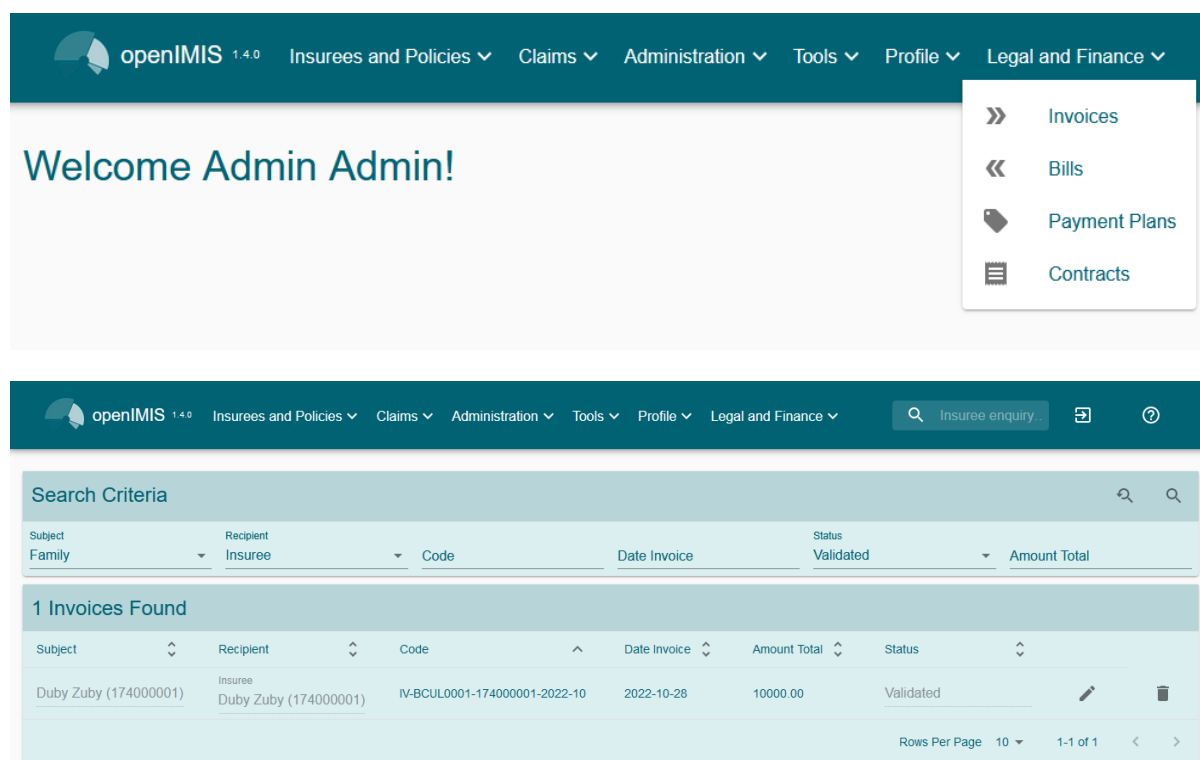 openIMIS 1.4.0 Insurees and Policies Claims Administration Tools Profile Legal and Finance
Invoices
Welcome Admin Admin!
Bills
Payment Plans
Contracts
openIMIS 1.4.0 Insurees and Policies Claims Administration Tools Profile Legal and Finance Insuree enquiry..
Search Criteria
Subject Recipient Status
Family Insuree Code Date Invoice Validated Amount Total
1 Invoices Found
Subject Recipient Code Date Invoice Amount Total Status
Insuree
Duby Zuby (174000001) Duby Zuby (174000001) IV-BCUL0001-174000001-2022-10 2022-10-28 10000.00 Validated
Rows Per Page 10 1-1 of 1